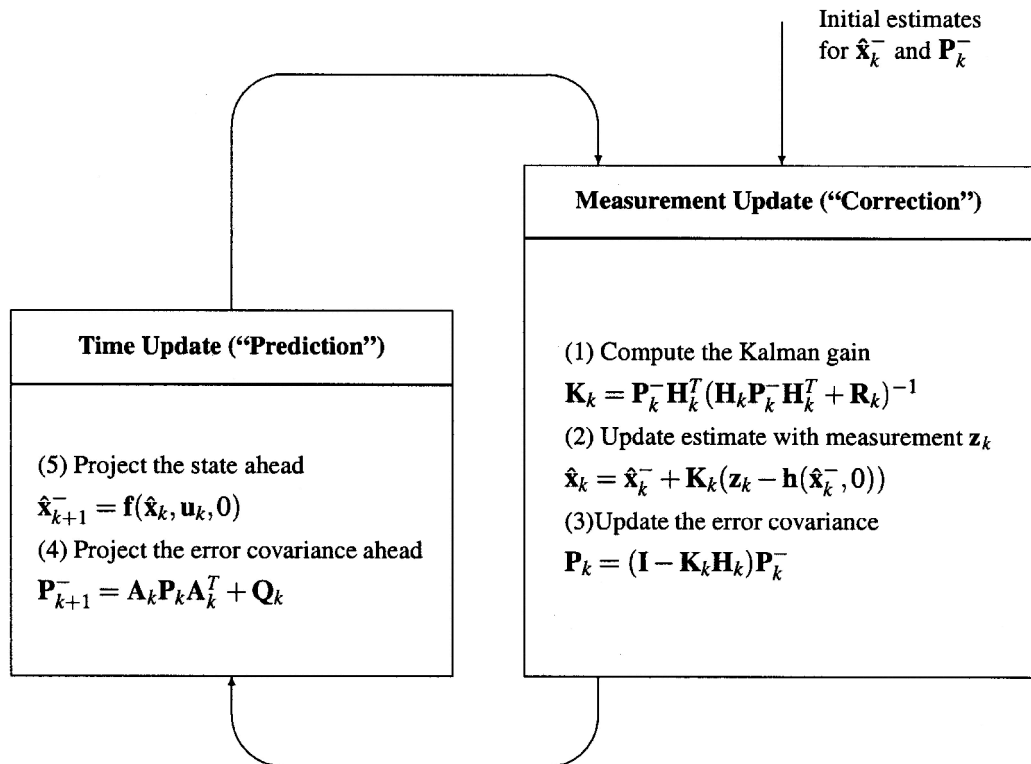 Initial estimates
for x̂ₖ⁻ and Pₖ⁻
Measurement Update (“Correction”)
(1) Compute the Kalman gain
Kₖ = Pₖ⁻Hₖᵀ(HₖPₖ⁻Hₖᵀ + Rₖ)⁻¹
(2) Update estimate with measurement zₖ
x̂ₖ = x̂ₖ⁻ + Kₖ(zₖ − h(x̂ₖ⁻, 0))
(3)Update the error covariance
Pₖ = (I − KₖHₖ)Pₖ⁻
Time Update (“Prediction”)
(5) Project the state ahead
x̂ₖ₊₁⁻ = f(x̂ₖ, uₖ, 0)
(4) Project the error covariance ahead
Pₖ₊₁⁻ = AₖPₖAₖᵀ + Qₖ